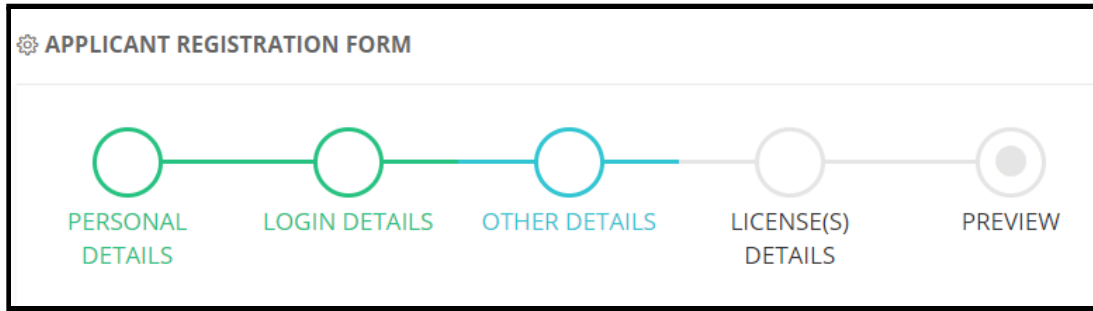 APPLICANT REGISTRATION FORM
PERSONAL DETAILS
LOGIN DETAILS
OTHER DETAILS
LICENSE(S) DETAILS
PREVIEW